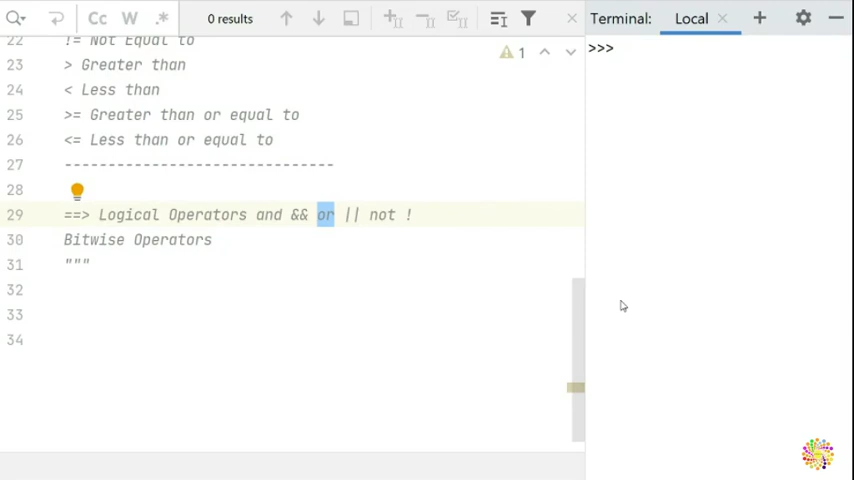 Cc W .* 0 results
Terminal: Local
22 != Not Equal to
23 > Greater than
24 < Less than
25 >= Greater than or equal to
26 <= Less than or equal to
27 -------------------------------
28
29 ==> Logical Operators and && or || not !
30 Bitwise Operators
31 """
32
33
34
1
>>>